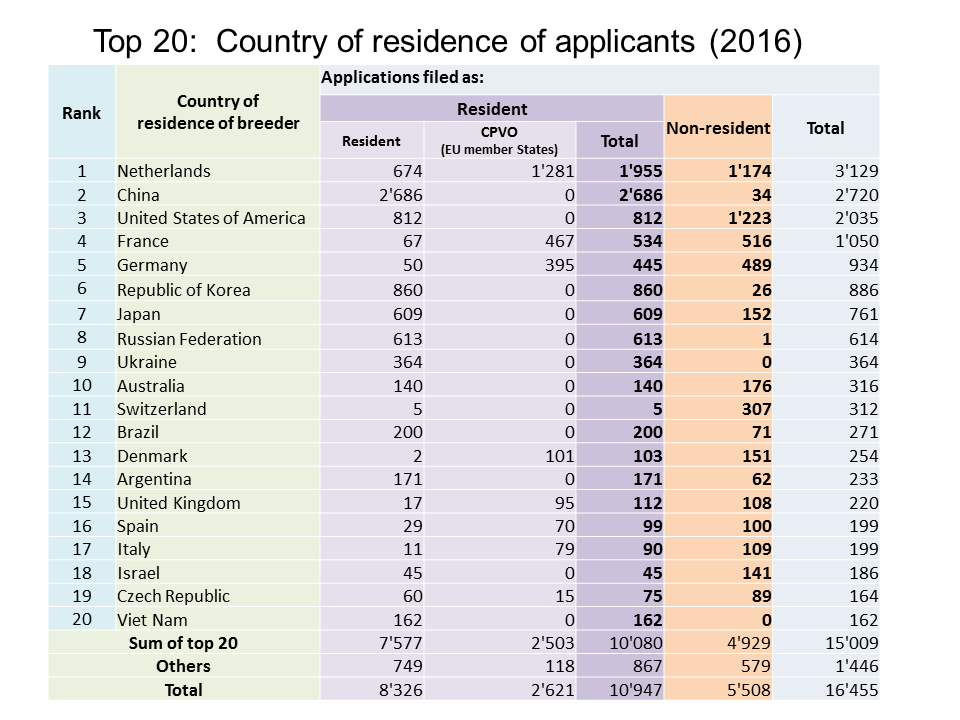 Top 20:  Country of residence of applicants (2016)
Rank
Country of
residence of breeder
Applications filed as:
Resident
Non-resident
Total
Resident
CPVO
(EU member States)
Total
1 Netherlands 674 1'281 1'955 1'174 3'129
2 China 2'686 0 2'686 34 2'720
3 United States of America 812 0 812 1'223 2'035
4 France 67 467 534 516 1'050
5 Germany 50 395 445 489 934
6 Republic of Korea 860 0 860 26 886
7 Japan 609 0 609 152 761
8 Russian Federation 613 0 613 1 614
9 Ukraine 364 0 364 0 364
10 Australia 140 0 140 176 316
11 Switzerland 5 0 5 307 312
12 Brazil 200 0 200 71 271
13 Denmark 2 101 103 151 254
14 Argentina 171 0 171 62 233
15 United Kingdom 17 95 112 108 220
16 Spain 29 70 99 100 199
17 Italy 11 79 90 109 199
18 Israel 45 0 45 141 186
19 Czech Republic 60 15 75 89 164
20 Viet Nam 162 0 162 0 162
Sum of top 20 7'577 2'503 10'080 4'929 15'009
Others 749 118 867 579 1'446
Total 8'326 2'621 10'947 5'508 16'455